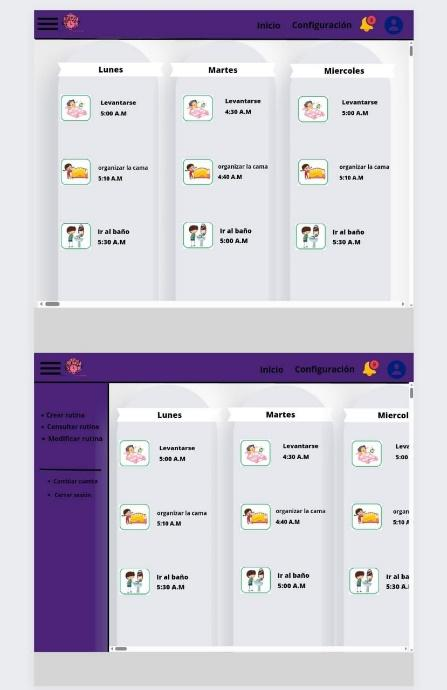 Inicio Configuración
Lunes Martes Miercoles
Levantarse Levantarse Levantarse
5:00 A.M 4:30 A.M 5:00 A.M
organizar la cama organizar la cama organizar la cama
5:10 A.M 4:40 A.M 5:10 A.M
Ir al baño Ir al baño Ir al baño
5:30 A.M 5:00 A.M 5:30 A.M
Inicio Configuración
Crear rutina
Consultar rutina
Modificar rutina
Cambiar cuenta
Cerrar sesión
Lunes Martes Miercol
Levantarse Levantarse Leva
5:00 A.M 4:30 A.M 5:00
organizar la cama organizar la cama organ
5:10 A.M 4:40 A.M 5:10 A
Ir al baño Ir al baño Ir al ba
5:30 A.M 5:00 A.M 5:30 A.